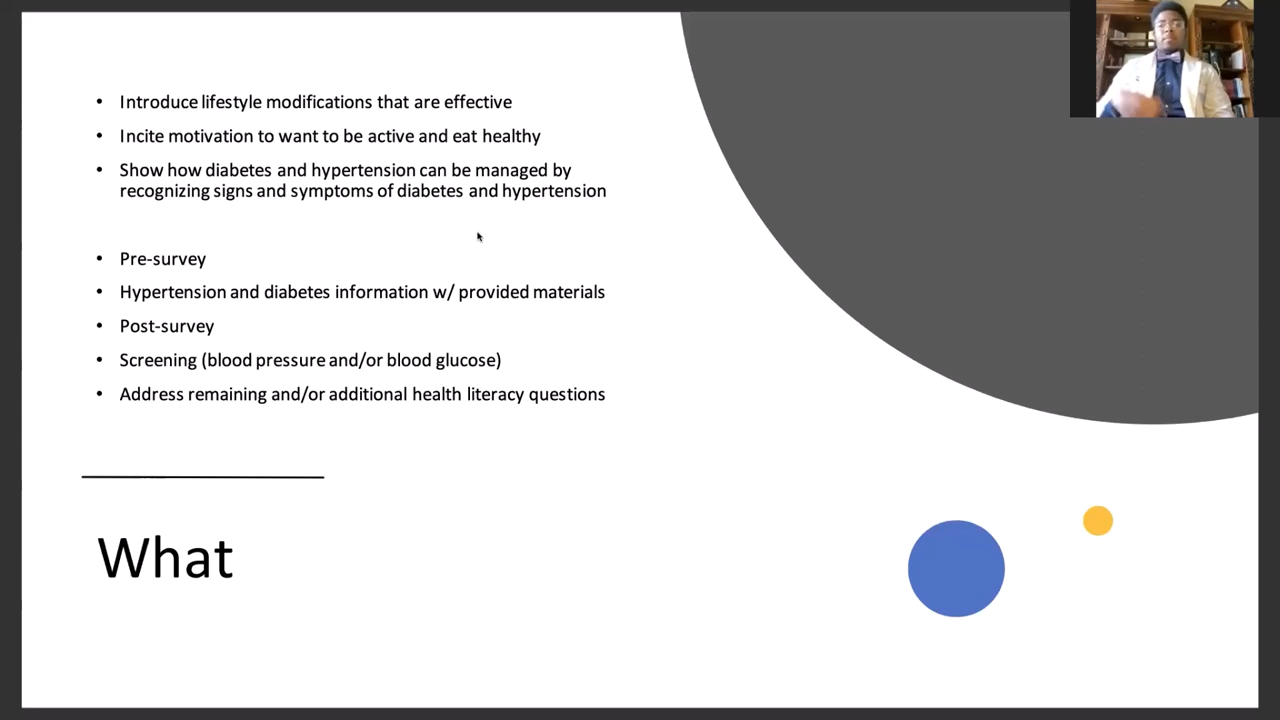 • Introduce lifestyle modifications that are effective
• Incite motivation to want to be active and eat healthy
• Show how diabetes and hypertension can be managed by
recognizing signs and symptoms of diabetes and hypertension
• Pre-survey
• Hypertension and diabetes information w/ provided materials
• Post-survey
• Screening (blood pressure and/or blood glucose)
• Address remaining and/or additional health literacy questions
What